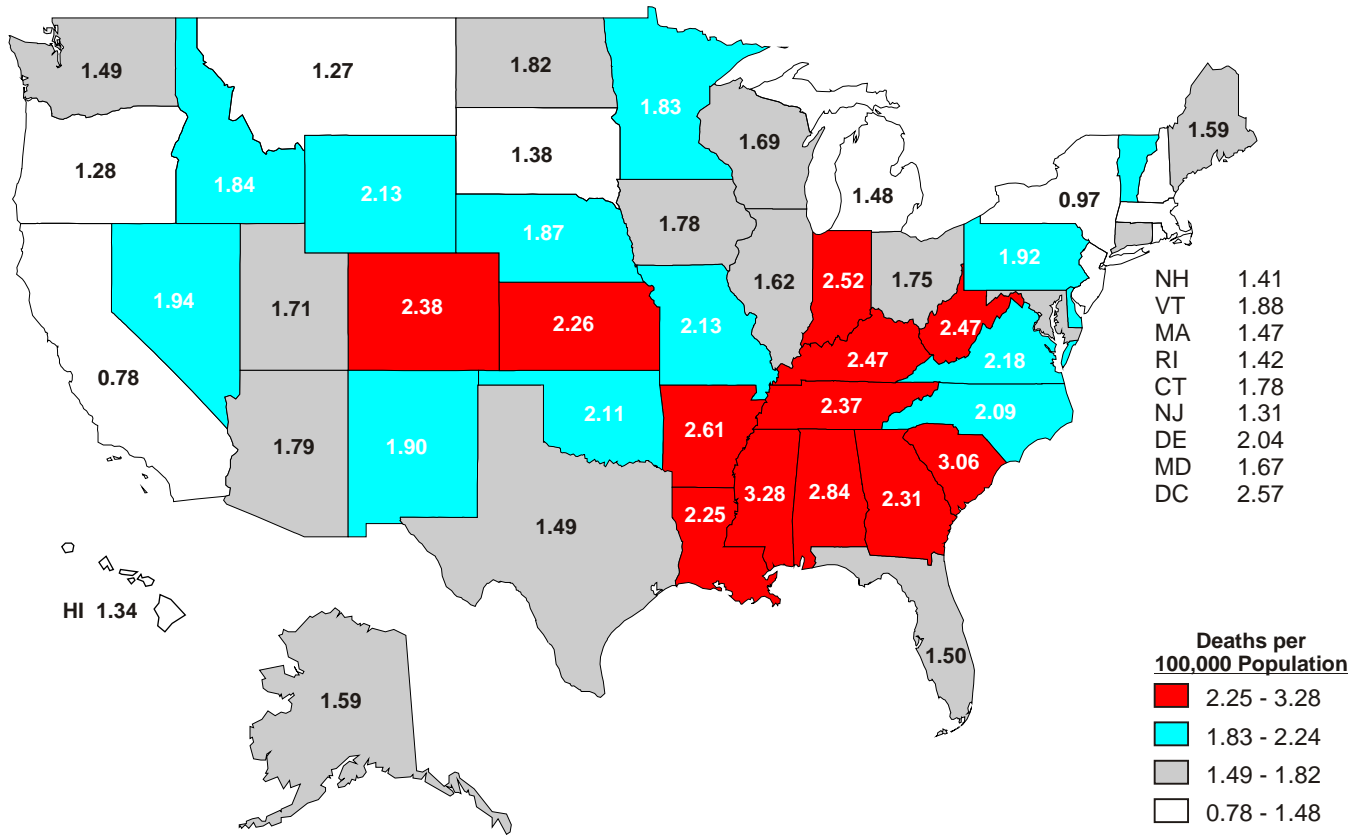 1.49
1.27
1.82
1.83
1.69
1.59
1.28
1.84
2.13
1.38
1.48
0.97
1.87
1.78
1.94
1.71
2.38
2.26
2.13
1.62
2.52
1.75
1.92
2.47
2.47
2.18
0.78
1.79
1.90
2.11
2.61
2.37
2.09
3.06
1.49
2.25
3.28
2.84
2.31
1.50
HI 1.34
1.59
NH 1.41
VT 1.88
MA 1.47
RI 1.42
CT 1.78
NJ 1.31
DE 2.04
MD 1.67
DC 2.57
Deaths per
100,000 Population
2.25 - 3.28
1.83 - 2.24
1.49 - 1.82
0.78 - 1.48